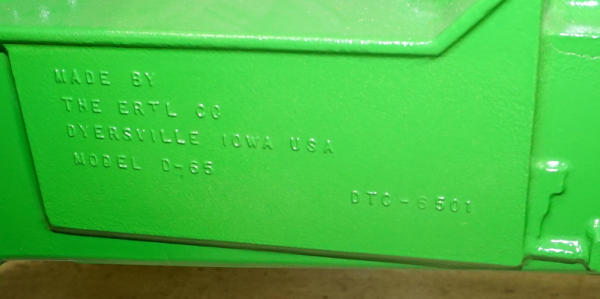 MADE BY
THE ERTL CO
DYERSVILLE IOWA USA
MODEL D-65
DTC-6501